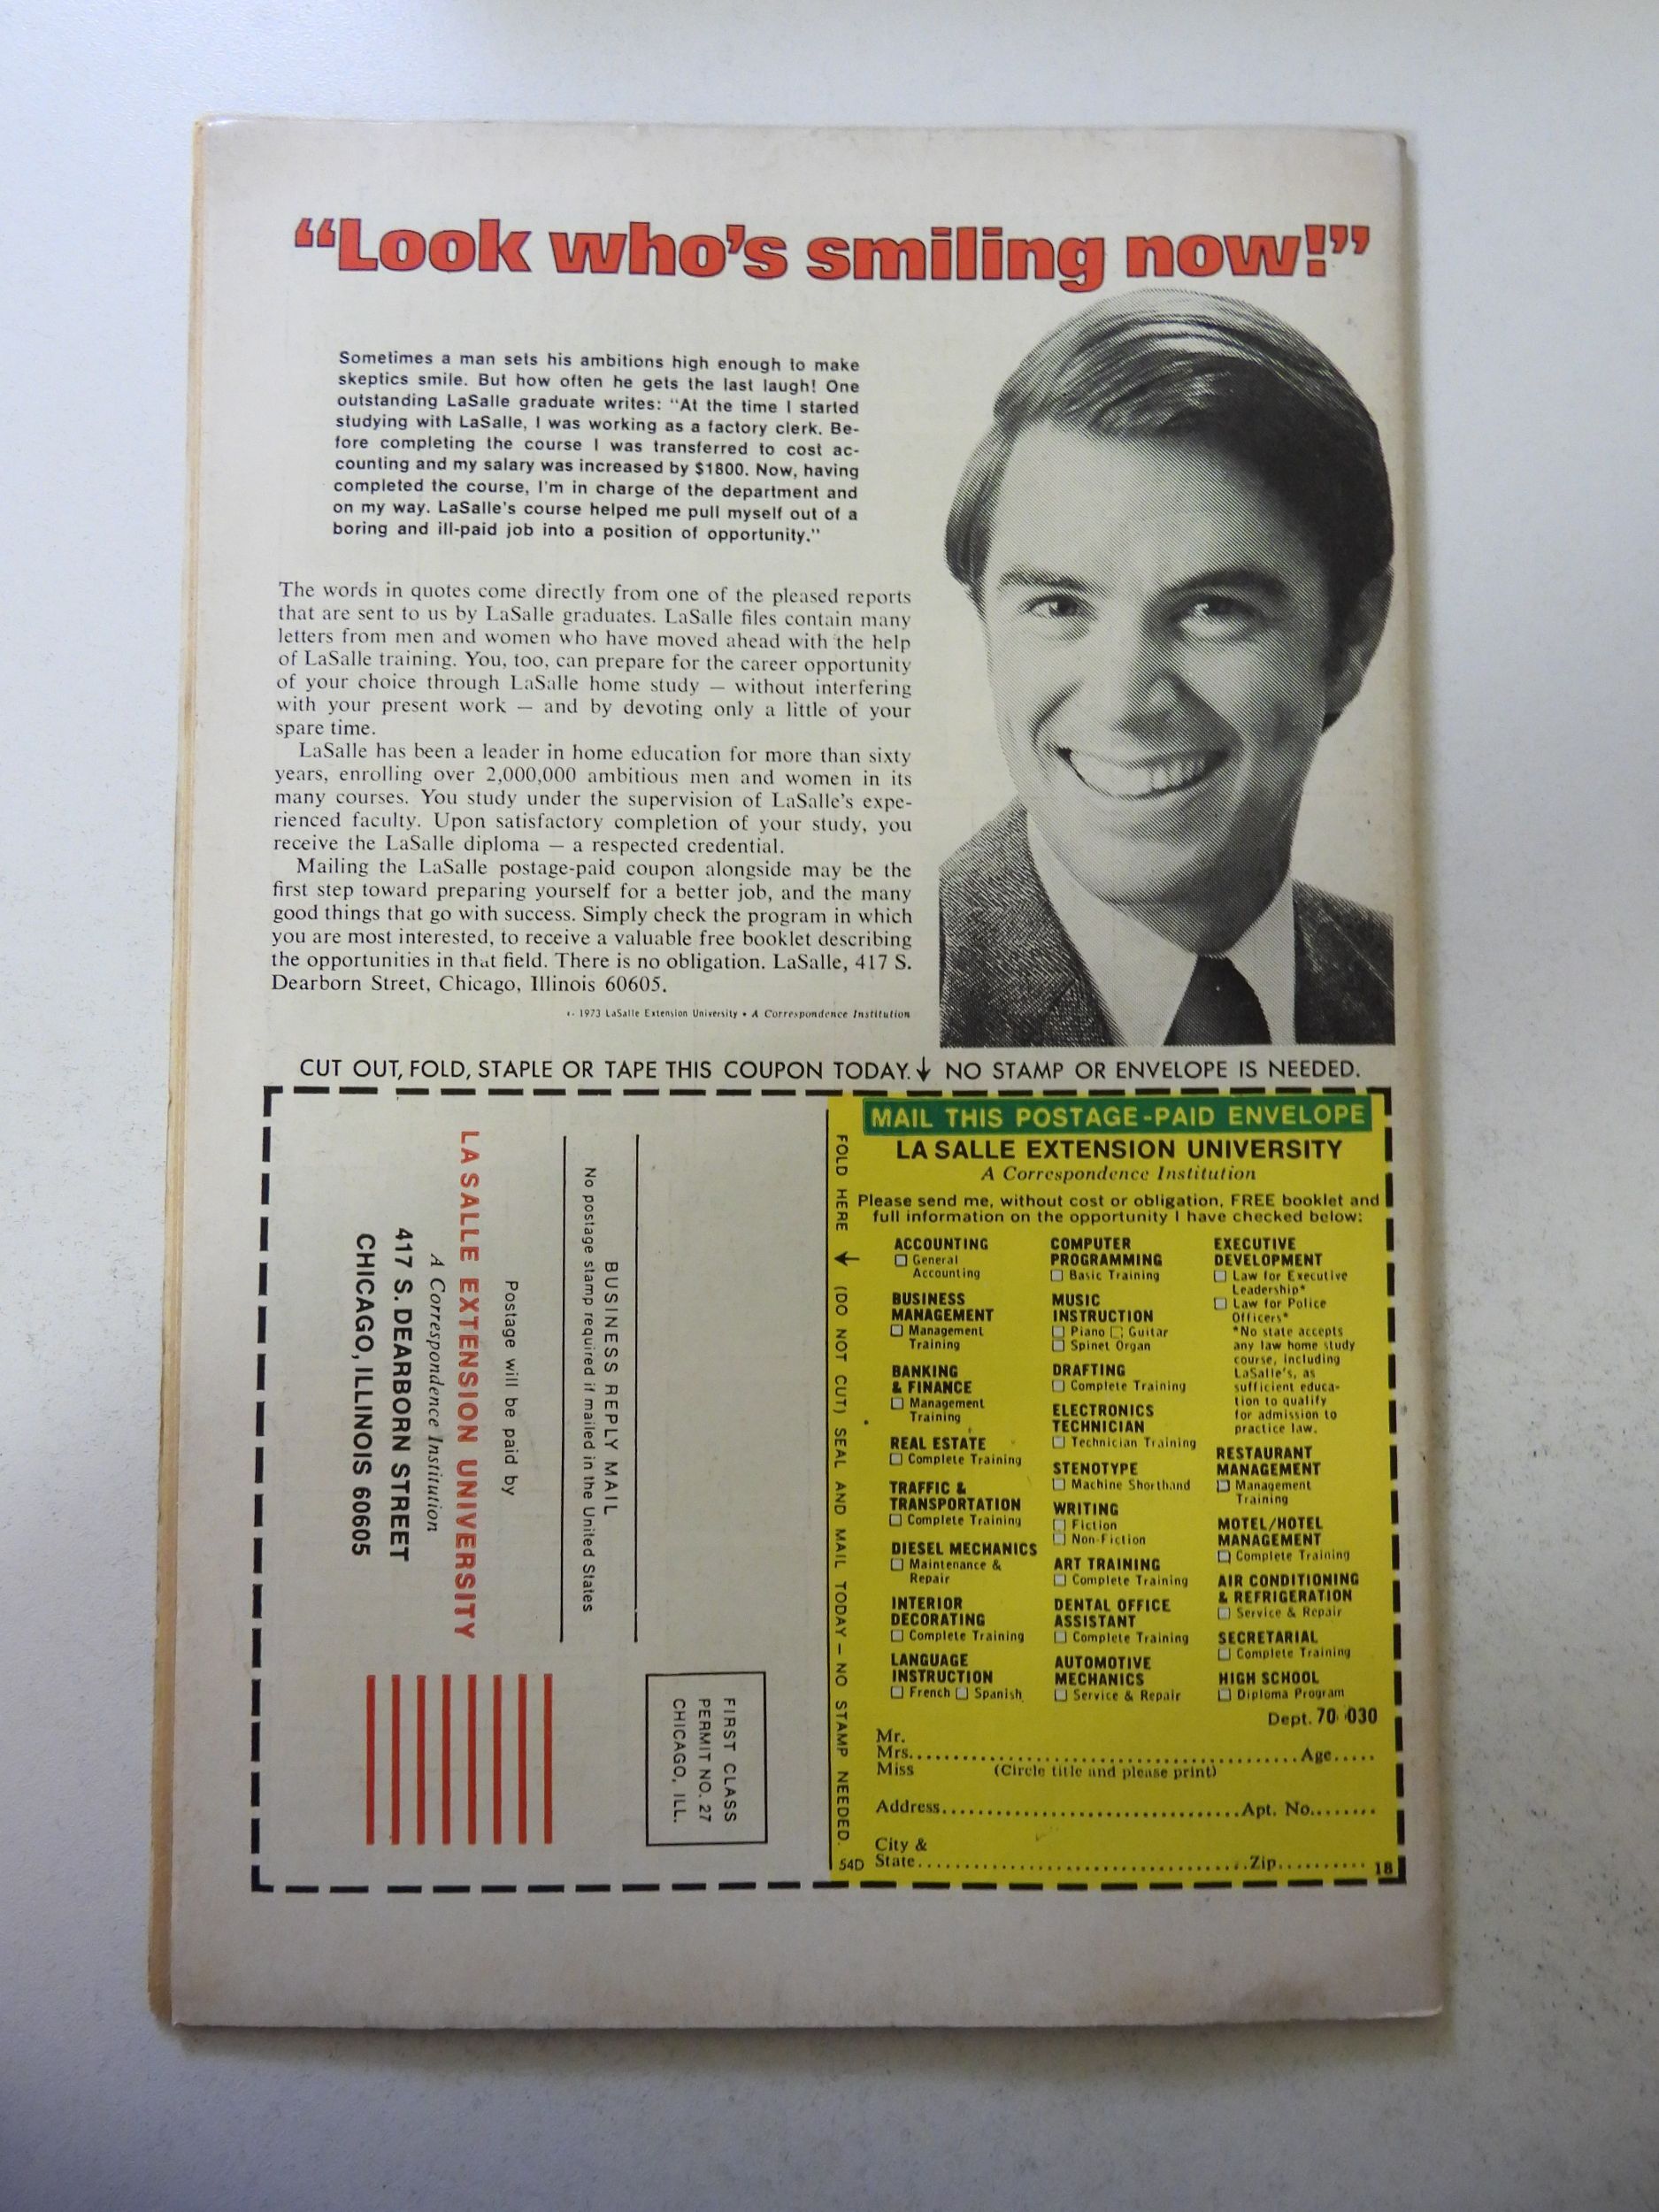 “Look who’s smiling now!”
Sometimes a man sets his ambitions high enough to make
skeptics smile. But how often he gets the last laugh! One
outstanding LaSalle graduate writes: “At the time I started
studying with LaSalle, I was working as a factory clerk. Be-
fore completing the course I was transferred to cost ac-
counting and my salary was increased by $1800. Now, having
completed the course, I’m in charge of the department and
on my way. LaSalle’s course helped me pull myself out of a
boring and ill-paid job into a position of opportunity.”
The words in quotes come directly from one of the pleased reports
that are sent to us by LaSalle graduates. LaSalle files contain many
letters from men and women who have moved ahead with the help
of LaSalle training. You, too, can prepare for the career opportunity
of your choice through LaSalle home study — without interfering
with your present work — and by devoting only a little of your
spare time.
LaSalle has been a leader in home education for more than sixty
years, enrolling over 2,000,000 ambitious men and women in its
many courses. You study under the supervision of LaSalle’s expe-
rienced faculty. Upon satisfactory completion of your study, you
receive the LaSalle diploma — a respected credential.
Mailing the LaSalle postage-paid coupon alongside may be the
first step toward preparing yourself for a better job, and the many
good things that go with success. Simply check the program in which
you are most interested, to receive a valuable free booklet describing
the opportunities in that field. There is no obligation. LaSalle, 417 S.
Dearborn Street, Chicago, Illinois 60605.
1973 LaSalle Extension University • A Correspondence Institution
CUT OUT, FOLD, STAPLE OR TAPE THIS COUPON TODAY. NO STAMP OR ENVELOPE IS NEEDED.
FIRST CLASS
PERMIT NO. 27
CHICAGO, ILL.
BUSINESS REPLY MAIL
No postage stamp required if mailed in the United States
Postage will be paid by
LA SALLE EXTENSION UNIVERSITY
A Correspondence Institution
417 S. DEARBORN STREET
CHICAGO, ILLINOIS 60605
FOLD HERE (DO NOT CUT) SEAL AND MAIL TODAY — NO STAMP NEEDED.
MAIL THIS POSTAGE-PAID ENVELOPE
LA SALLE EXTENSION UNIVERSITY
A Correspondence Institution
Please send me, without cost or obligation, FREE booklet and
full information on the opportunity I have checked below:
ACCOUNTING
General
Accounting
BUSINESS
MANAGEMENT
Management
Training
BANKING
& FINANCE
Management
Training
REAL ESTATE
Complete Training
TRAFFIC &
TRANSPORTATION
Complete Training
DIESEL MECHANICS
Maintenance &
Repair
INTERIOR
DECORATING
Complete Training
LANGUAGE
INSTRUCTION
French Spanish
COMPUTER
PROGRAMMING
Basic Training
MUSIC
INSTRUCTION
Piano Guitar
Spinet Organ
DRAFTING
Complete Training
ELECTRONICS
TECHNICIAN
Technician Training
STENOTYPE
Machine Shorthand
WRITING
Fiction
Non-Fiction
ART TRAINING
Complete Training
DENTAL OFFICE
ASSISTANT
Complete Training
AUTOMOTIVE
MECHANICS
Service & Repair
EXECUTIVE
DEVELOPMENT
Law for Executive
Leadership*
Law for Police
Officers*
*No state accepts
any law home study
course, including
LaSalle’s, as
sufficient educa-
tion to qualify
for admission to
practice law.
RESTAURANT
MANAGEMENT
Management
Training
MOTEL/HOTEL
MANAGEMENT
Complete Training
AIR CONDITIONING
& REFRIGERATION
Service & Repair
SECRETARIAL
Complete Training
HIGH SCHOOL
Diploma Program
Dept. 70-030
Mr.
Mrs. Age
Miss (Circle title and please print)
Address Apt. No.
City &
State Zip
54D 18